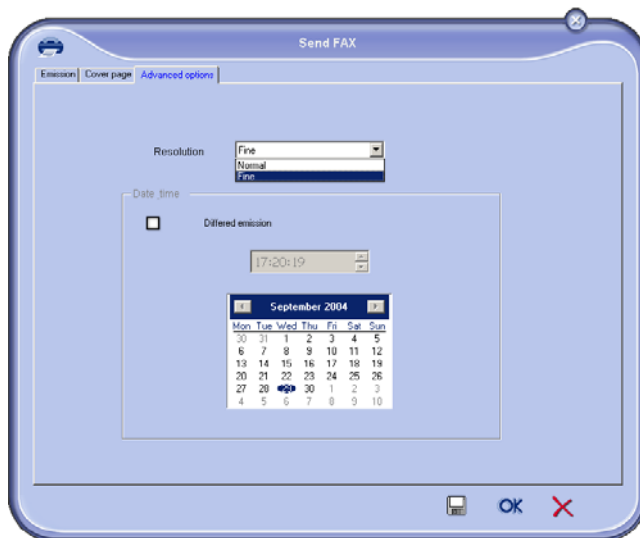 Send FAX
Emission Cover page Advanced options
Resolution Fine
Normal
Fine
Date_time
Differed emission
17:20:19
September 2004
Mon Tue Wed Thu Fri Sat Sun
30 31 1 2 3 4 5
6 7 8 9 10 11 12
13 14 15 16 17 18 19
20 21 22 23 24 25 26
27 28 29 30 1 2 3
4 5 6 7 8 9 10
OK